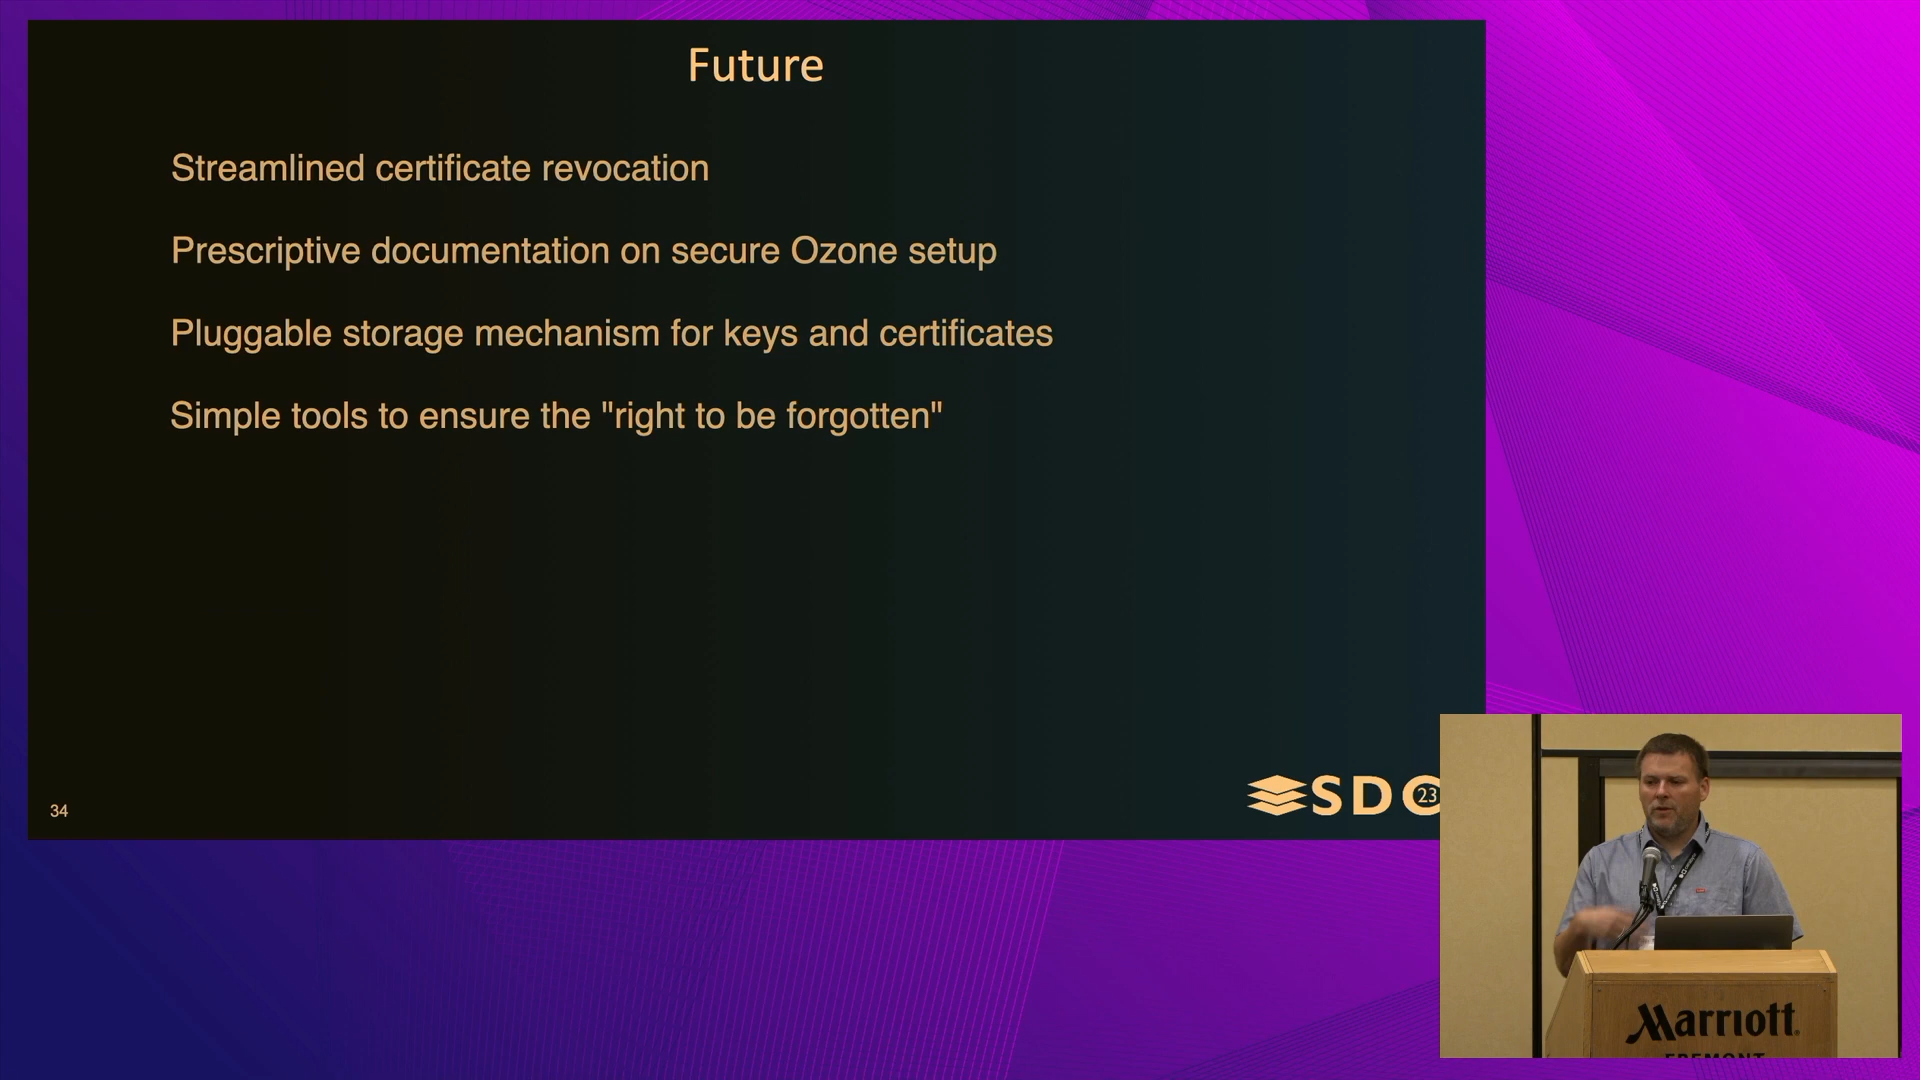 Future
Streamlined certificate revocation
Prescriptive documentation on secure Ozone setup
Pluggable storage mechanism for keys and certificates
Simple tools to ensure the "right to be forgotten"
34
SDC
23
Marriott
FREMONT